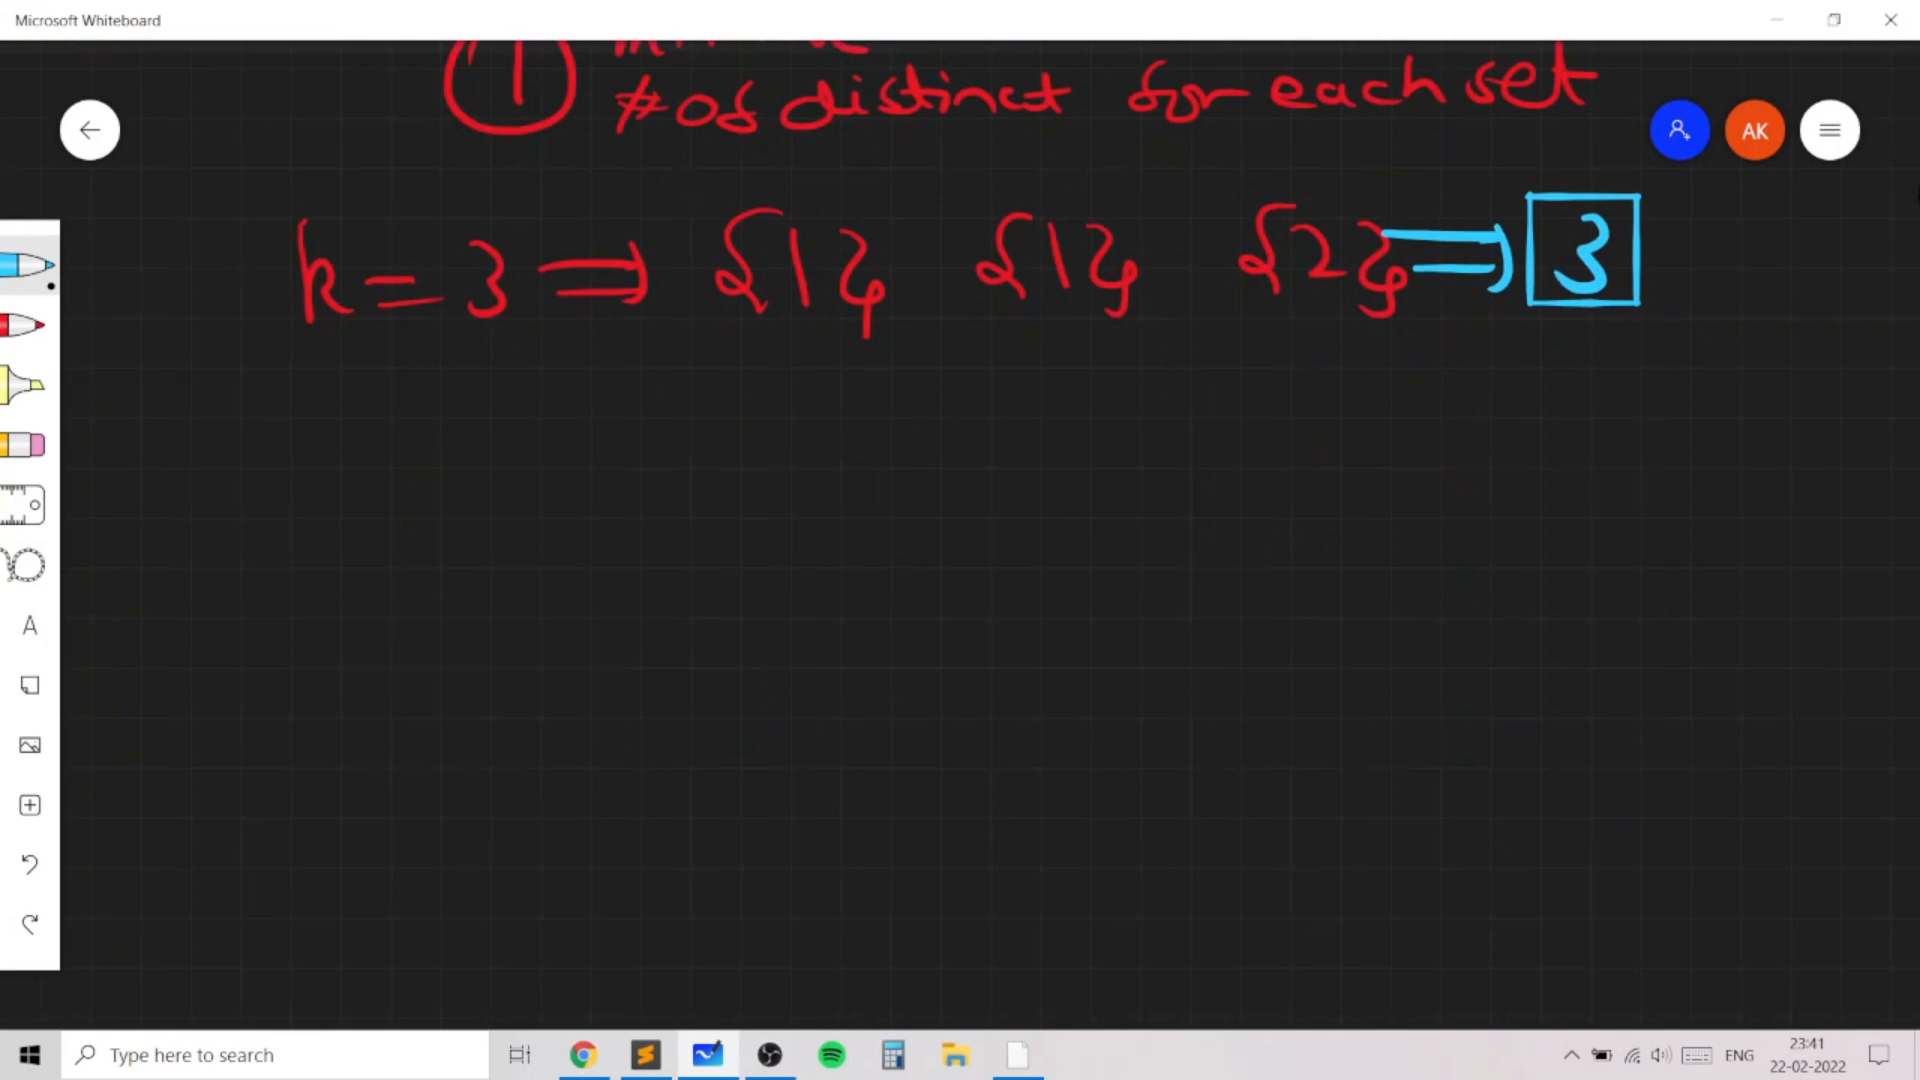 Microsoft Whiteboard
1
#of distinct for each set
AK
k = 3 ⇒ {1} {1} {2} ⇒ 3
A
Type here to search
ENG
23:41
22-02-2022